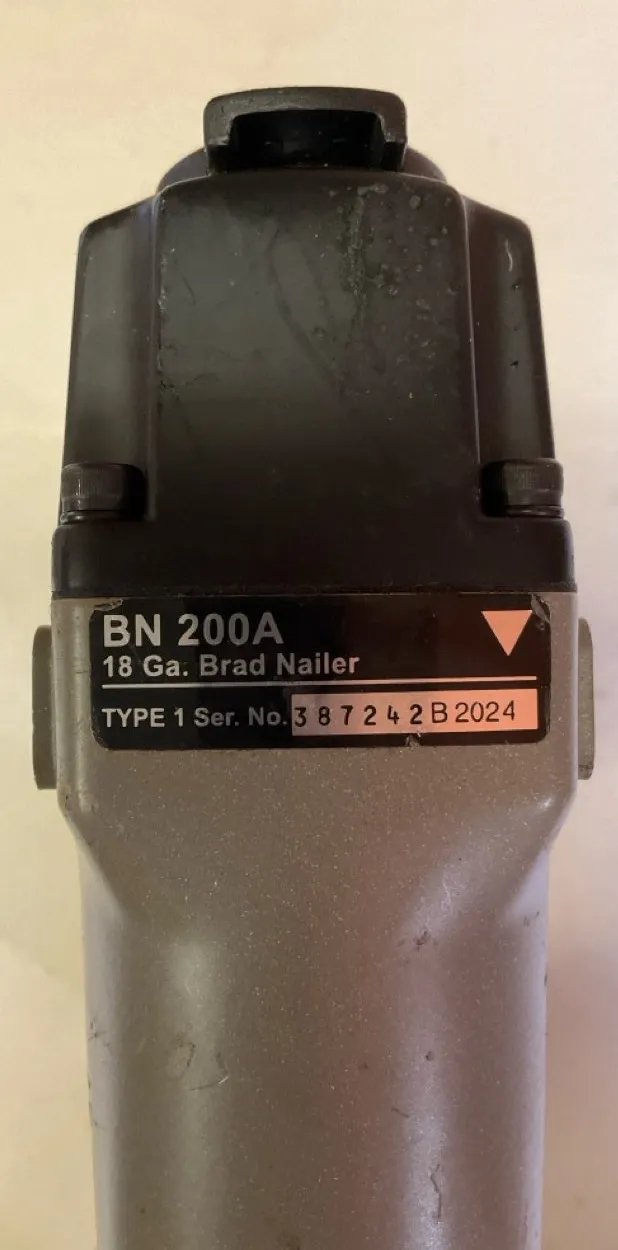 BN 200A
18 Ga. Brad Nailer
TYPE 1 Ser. No. 387242B2024